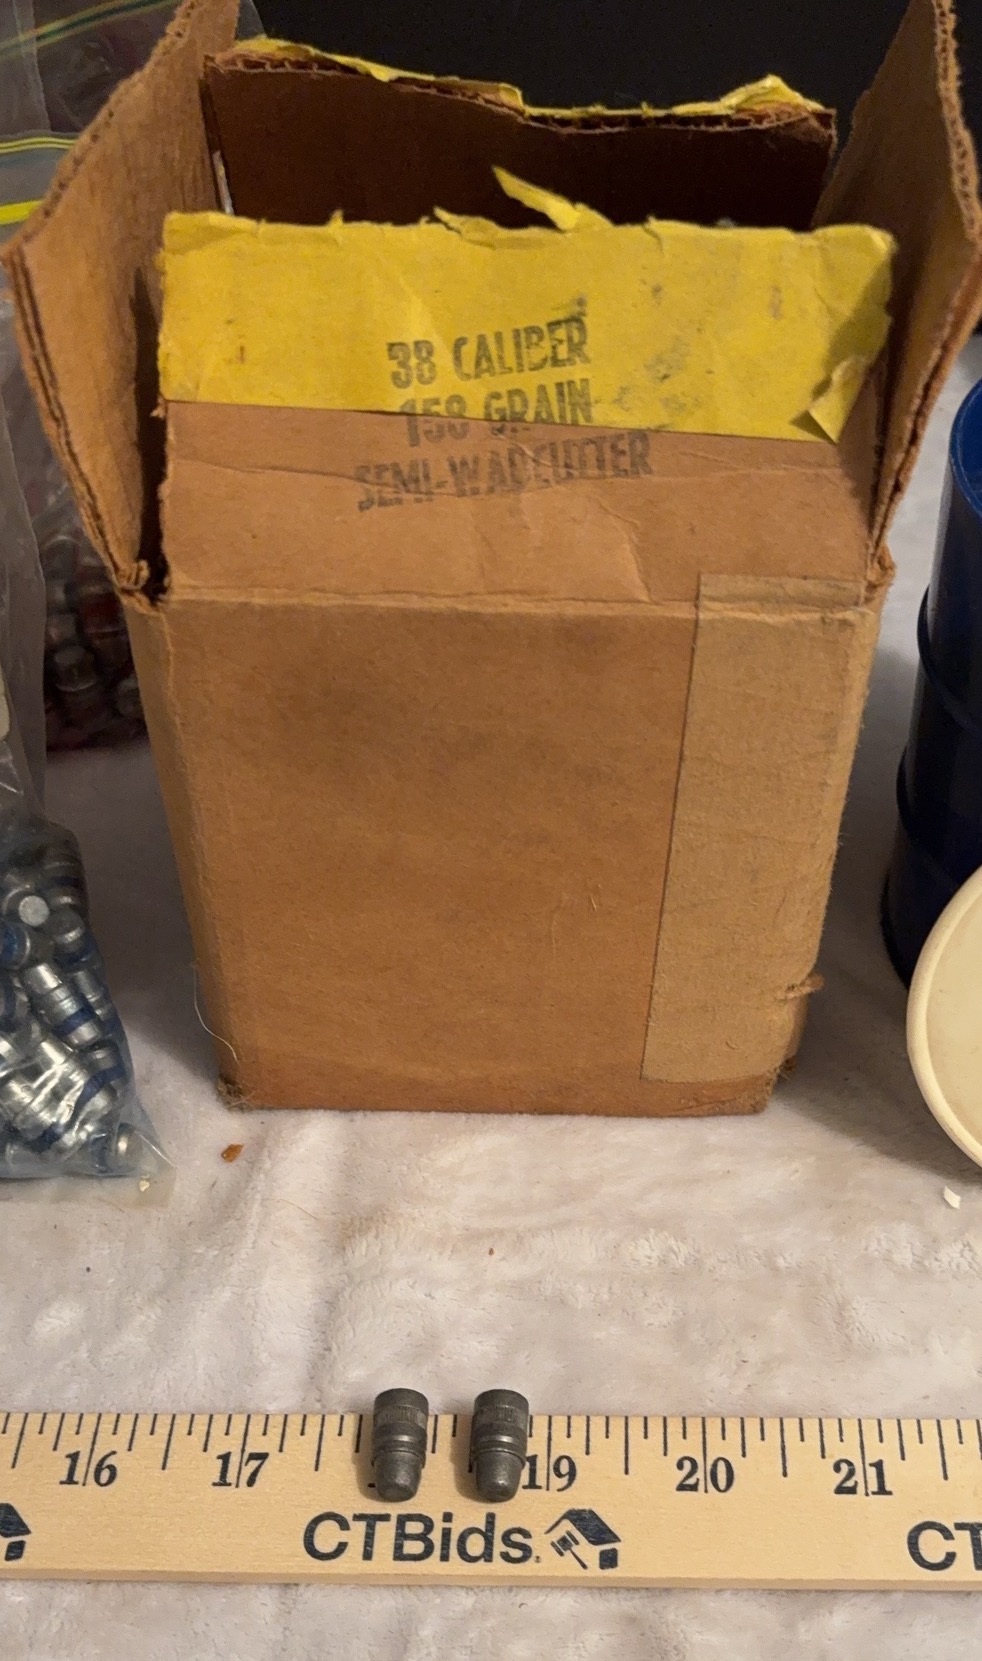 38 CALIBER
158 GRAIN
SEMI-WADCUTTER
16 17 19 20 21
CTBids. CT